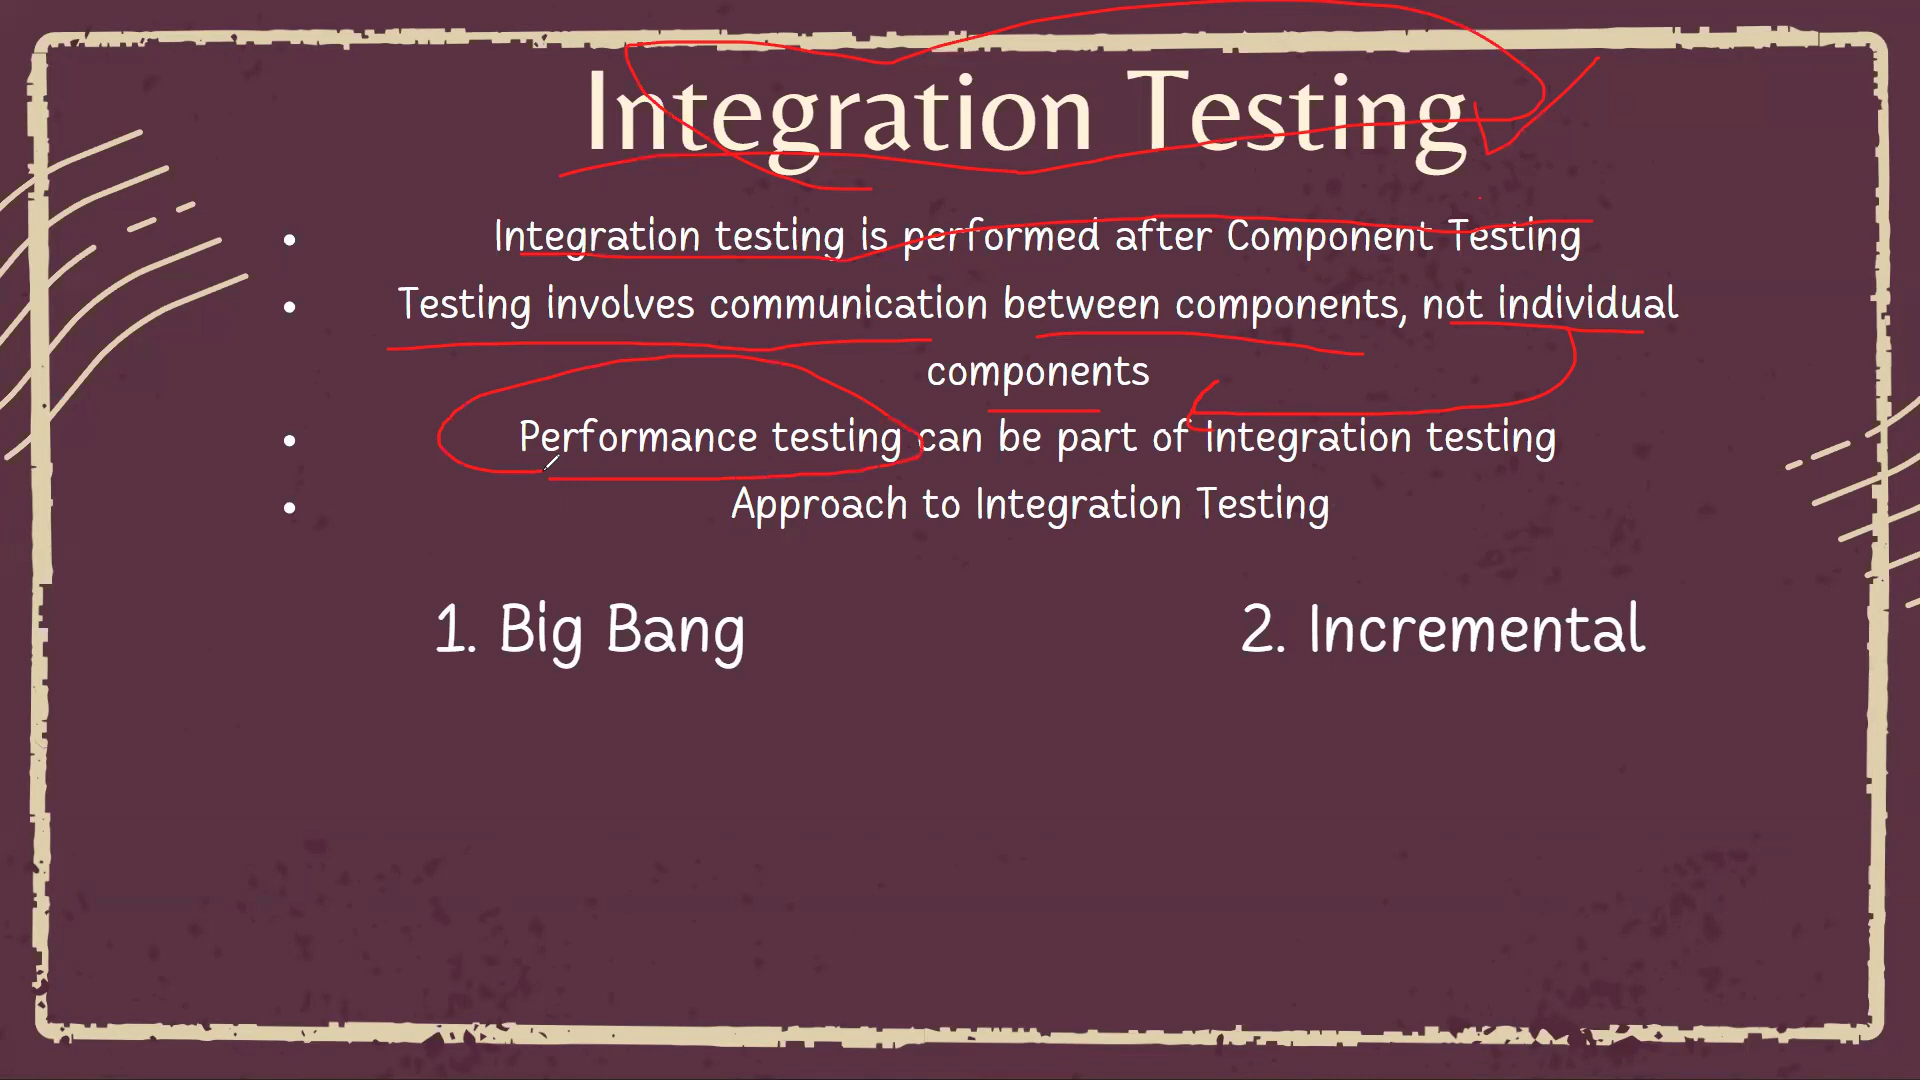 Integration Testing
• Integration testing is performed after Component Testing
• Testing involves communication between components, not individual
components
• Performance testing can be part of Integration testing
• Approach to Integration Testing
1. Big Bang
2. Incremental